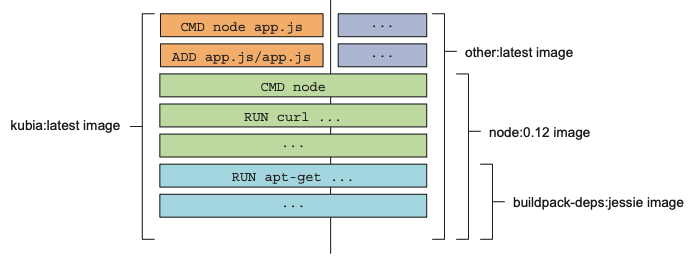 CMD node app.js
...
ADD app.js/app.js
...
other:latest image
CMD node
kubia:latest image
RUN curl ...
node:0.12 image
...
RUN apt-get ...
...
buildpack-deps:jessie image